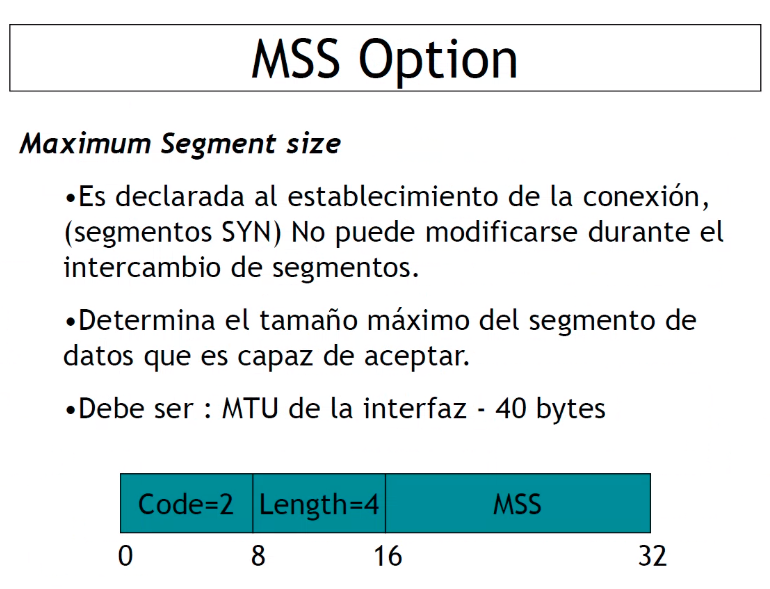 MSS Option
Maximum Segment size
•Es declarada al establecimiento de la conexión,
(segmentos SYN) No puede modificarse durante el
intercambio de segmentos.
•Determina el tamaño máximo del segmento de
datos que es capaz de aceptar.
•Debe ser : MTU de la interfaz - 40 bytes
Code=2 Length=4 MSS
0 8 16 32